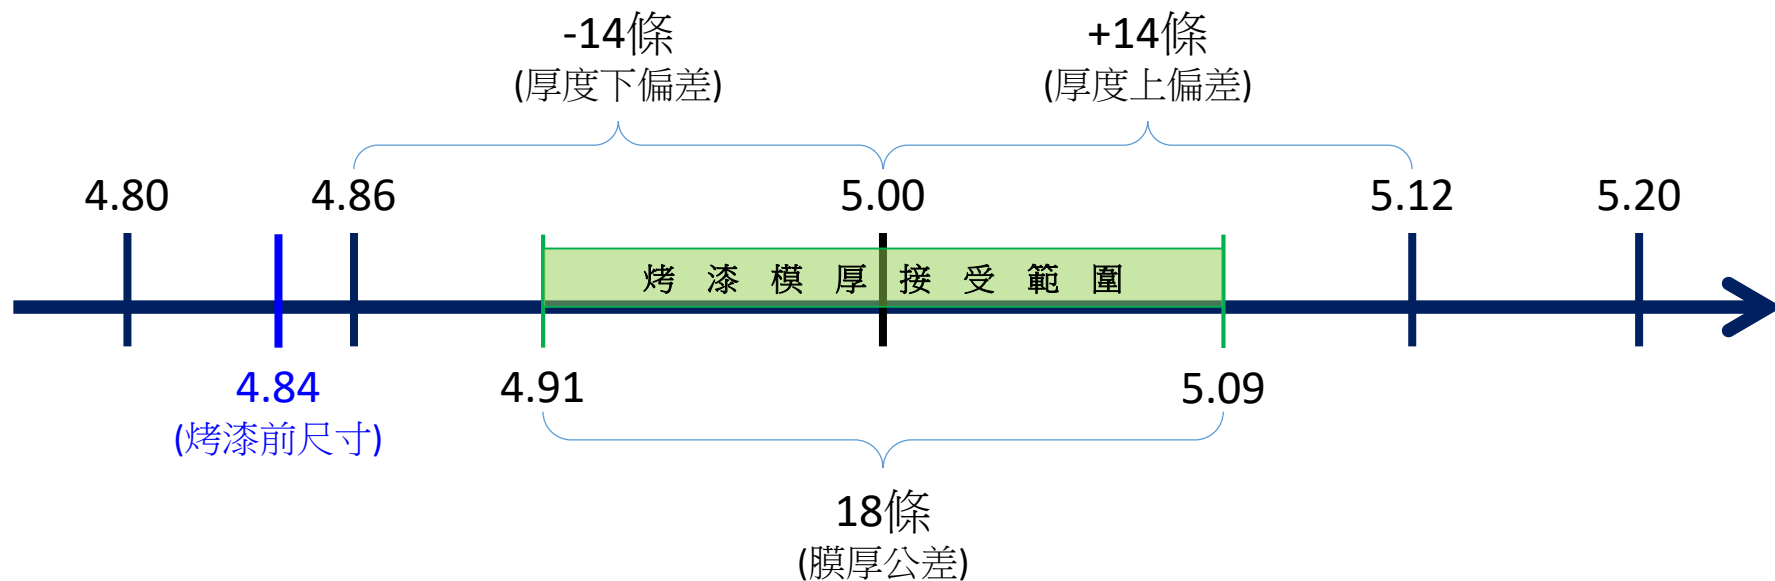 -14條
(厚度下偏差)
+14條
(厚度上偏差)
4.80
4.86
5.00
5.12
5.20
烤漆模厚接受範圍
4.84
(烤漆前尺寸)
4.91
5.09
18條
(膜厚公差)